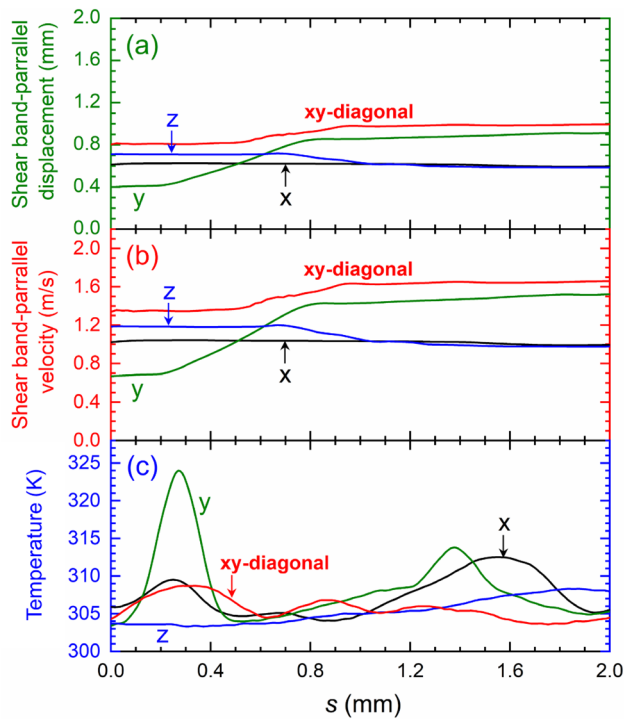 (a)
Shear band-parrallel
displacement (mm)
2.0
1.6
1.2
0.8
0.4
0.0
z
xy-diagonal
y
x
(b)
Shear band-parrallel
velocity (m/s)
2.0
1.6
1.2
0.8
0.4
0.0
z
xy-diagonal
y
x
(c)
Temperature (K)
325
320
315
310
305
300
y
x
xy-diagonal
z
0.0 0.4 0.8 1.2 1.6 2.0
s (mm)